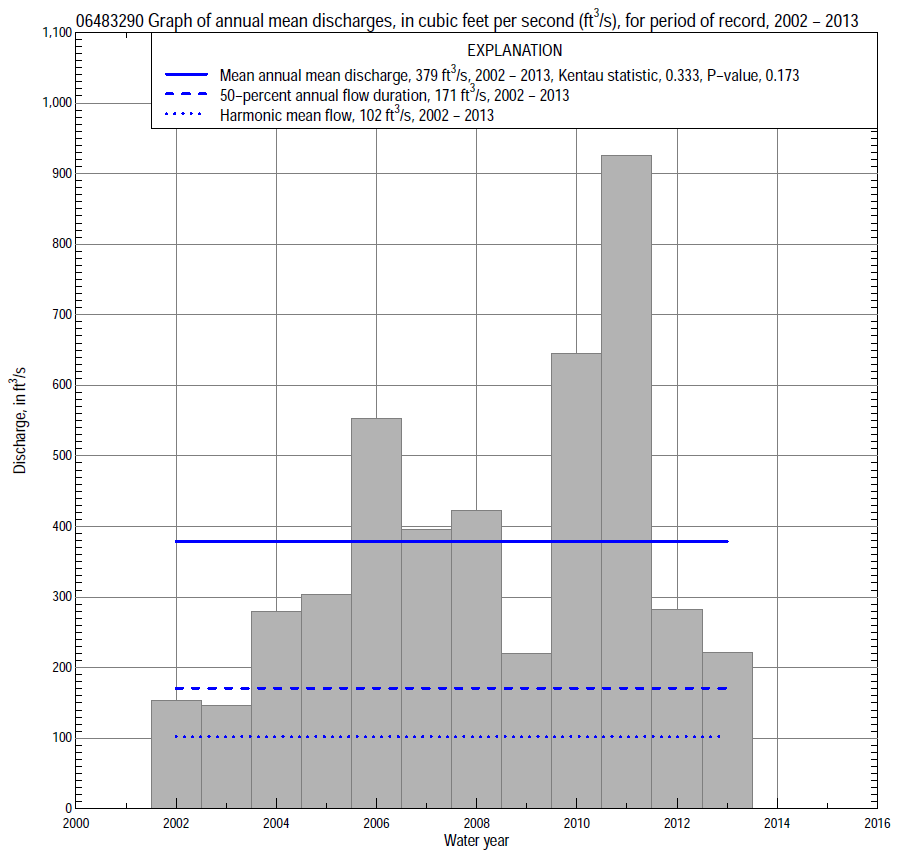 06483290 Graph of annual mean discharges, in cubic feet per second (ft³/s), for period of record, 2002 – 2013
EXPLANATION
Mean annual mean discharge, 379 ft³/s, 2002 – 2013, Kentau statistic, 0.333, P–value, 0.173
50–percent annual flow duration, 171 ft³/s, 2002 – 2013
Harmonic mean flow, 102 ft³/s, 2002 – 2013
1,100
1,000
900
800
700
600
500
400
300
200
100
0
Discharge, in ft³/s
2000 2002 2004 2006 2008 2010 2012 2014 2016
Water year